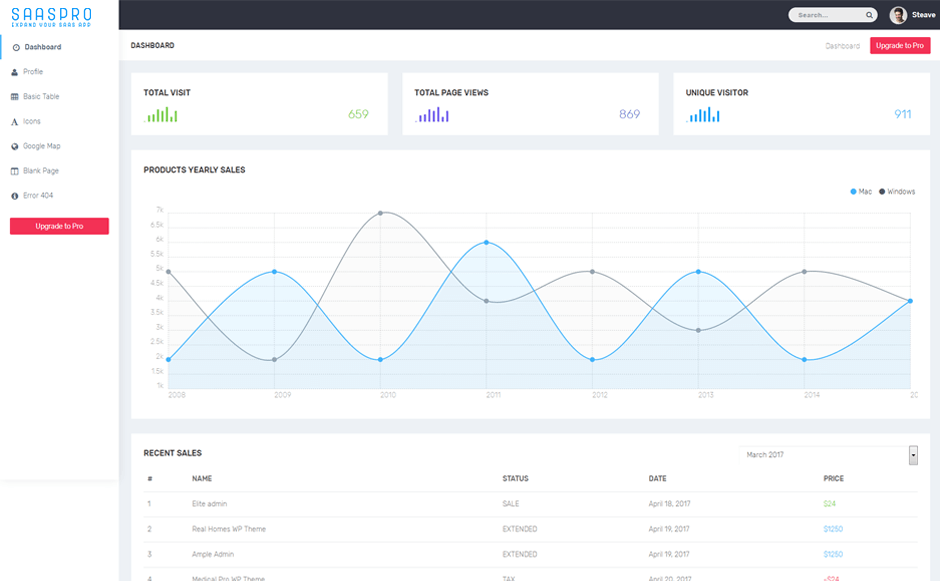 SAASPRO
EXPAND YOUR SAAS APP
Search...
Steave
Dashboard
Profile
Basic Table
Icons
Google Map
Blank Page
Error 404
Upgrade to Pro
DASHBOARD
Dashboard
Upgrade to Pro
TOTAL VISIT
659
TOTAL PAGE VIEWS
869
UNIQUE VISITOR
911
PRODUCTS YEARLY SALES
Mac Windows
7k
6.5k
6k
5.5k
5k
4.5k
4k
3.5k
3k
2.5k
2k
1.5k
1k
2008 2009 2010 2011 2012 2013 2014 20
RECENT SALES
March 2017
# NAME STATUS DATE PRICE
1 Elite admin SALE April 18, 2017 $24
2 Real Homes WP Theme EXTENDED April 19, 2017 $1250
3 Ample Admin EXTENDED April 19, 2017 $1250
4 Medical Pro WP Theme TAX April 20, 2017 -$24